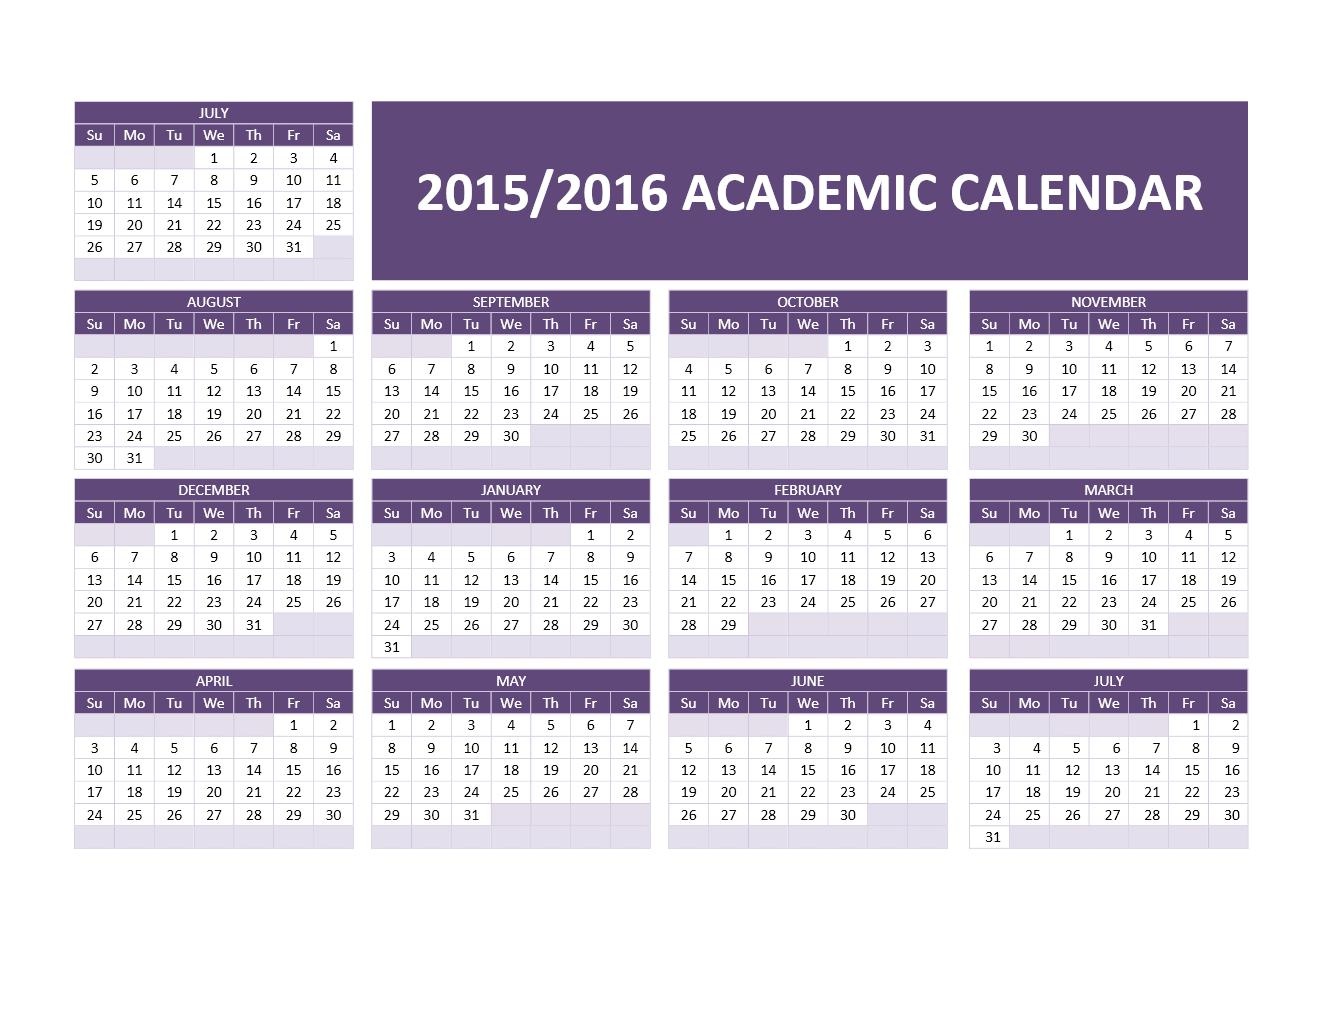 JULY
Su Mo Tu We Th Fr Sa
1 2 3 4
5 6 7 8 9 10 11
10 11 14 15 16 17 18
19 20 21 22 23 24 25
26 27 28 29 30 31
2015/2016 ACADEMIC CALENDAR
AUGUST
Su Mo Tu We Th Fr Sa
1
2 3 4 5 6 7 8
9 10 11 12 13 14 15
16 17 18 19 20 21 22
23 24 25 26 27 28 29
30 31
SEPTEMBER
Su Mo Tu We Th Fr Sa
1 2 3 4 5
6 7 8 9 10 11 12
13 14 15 16 17 18 19
20 21 22 23 24 25 26
27 28 29 30
OCTOBER
Su Mo Tu We Th Fr Sa
1 2 3
4 5 6 7 8 9 10
11 12 13 14 15 16 17
18 19 20 21 22 23 24
25 26 27 28 29 30 31
NOVEMBER
Su Mo Tu We Th Fr Sa
1 2 3 4 5 6 7
8 9 10 11 12 13 14
15 16 17 18 19 20 21
22 23 24 25 26 27 28
29 30
DECEMBER
Su Mo Tu We Th Fr Sa
1 2 3 4 5
6 7 8 9 10 11 12
13 14 15 16 17 18 19
20 21 22 23 24 25 26
27 28 29 30 31
JANUARY
Su Mo Tu We Th Fr Sa
1 2
3 4 5 6 7 8 9
10 11 12 13 14 15 16
17 18 19 20 21 22 23
24 25 26 27 28 29 30
31
FEBRUARY
Su Mo Tu We Th Fr Sa
1 2 3 4 5 6
7 8 9 10 11 12 13
14 15 16 17 18 19 20
21 22 23 24 25 26 27
28 29
MARCH
Su Mo Tu We Th Fr Sa
1 2 3 4 5
6 7 8 9 10 11 12
13 14 15 16 17 18 19
20 21 22 23 24 25 26
27 28 29 30 31
APRIL
Su Mo Tu We Th Fr Sa
1 2
3 4 5 6 7 8 9
10 11 12 13 14 15 16
17 18 19 20 21 22 23
24 25 26 27 28 29 30
MAY
Su Mo Tu We Th Fr Sa
1 2 3 4 5 6 7
8 9 10 11 12 13 14
15 16 17 18 19 20 21
22 23 24 25 26 27 28
29 30 31
JUNE
Su Mo Tu We Th Fr Sa
1 2 3 4
5 6 7 8 9 10 11
12 13 14 15 16 17 18
19 20 21 22 23 24 25
26 27 28 29 30
JULY
Su Mo Tu We Th Fr Sa
1 2
3 4 5 6 7 8 9
10 11 12 13 14 15 16
17 18 19 20 21 22 23
24 25 26 27 28 29 30
31